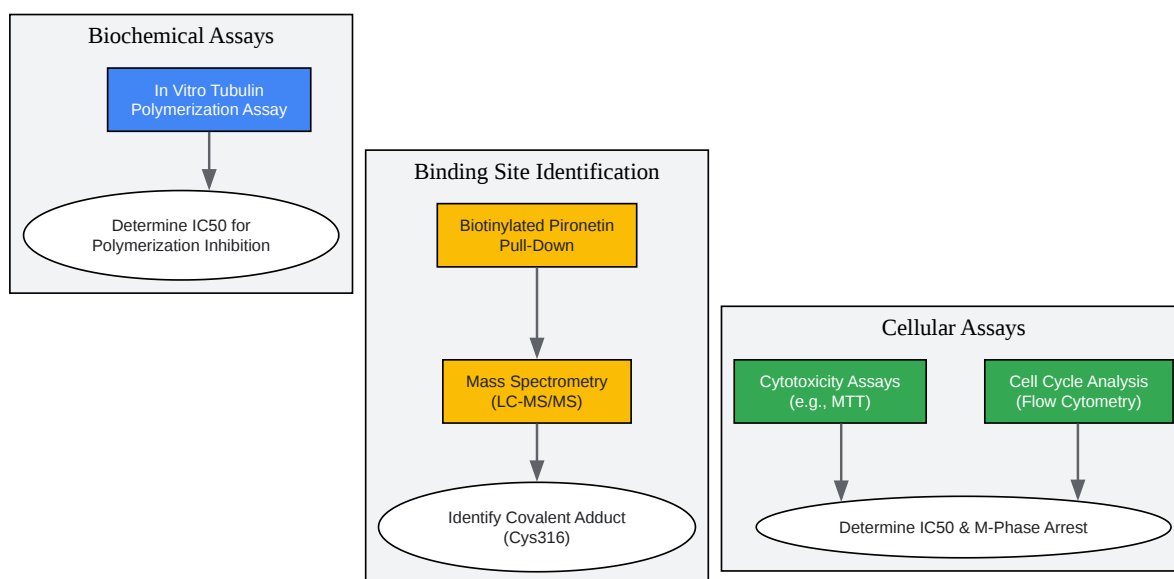 Biochemical Assays
In Vitro Tubulin
Polymerization Assay
Determine IC50 for
Polymerization Inhibition
Binding Site Identification
Biotinylated Pironetin
Pull-Down
Mass Spectrometry
(LC-MS/MS)
Identify Covalent Adduct
(Cys316)
Cellular Assays
Cytotoxicity Assays
(e.g., MTT)
Cell Cycle Analysis
(Flow Cytometry)
Determine IC50 & M-Phase Arrest